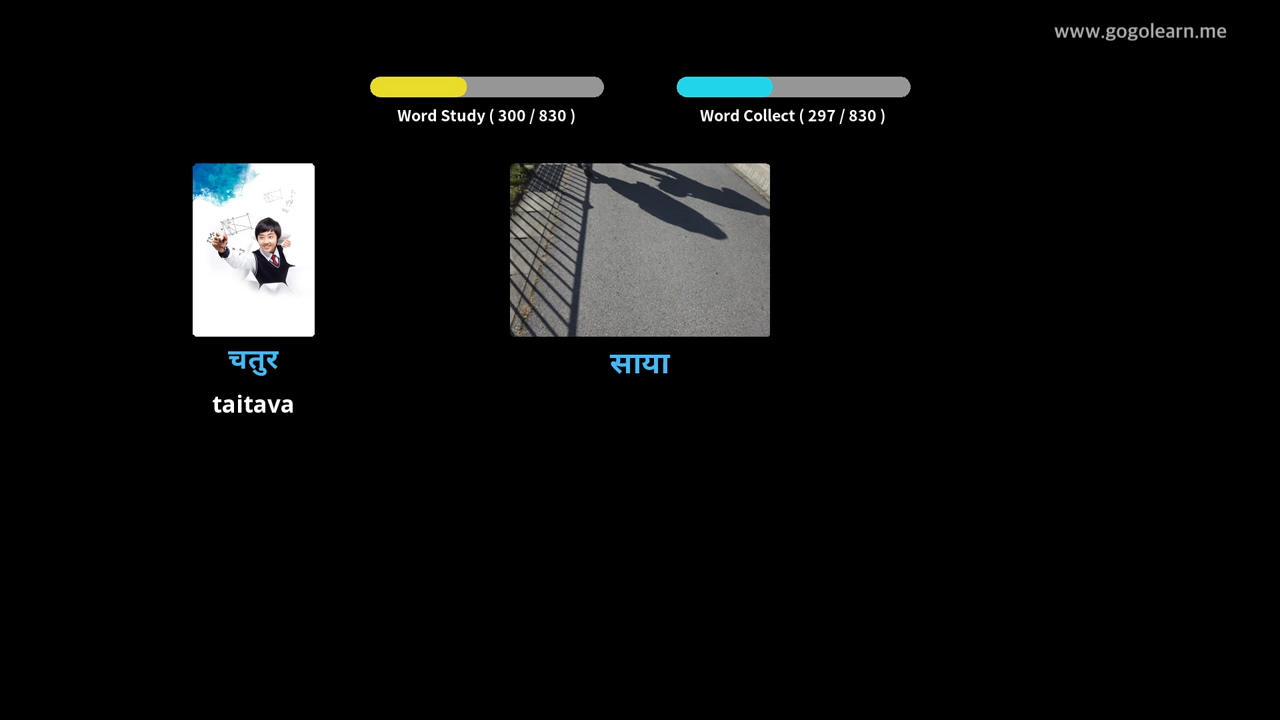 www.gogolearn.me
Word Study ( 300 / 830 )
Word Collect ( 297 / 830 )
चतुर
taitava
साया